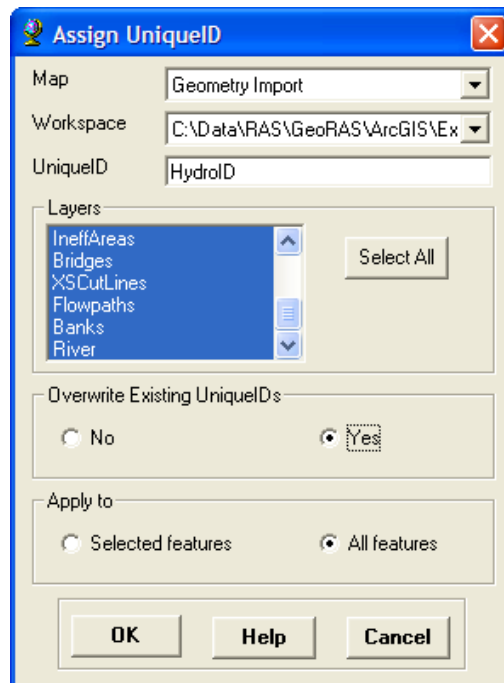 Assign UniqueID
Map
Geometry Import
Workspace
C:\Data\RAS\GeoRAS\ArcGIS\Ex
UniqueID
HydroID
Layers
IneffAreas
Bridges
XSCutLines
Flowpaths
Banks
River
Select All
Overwrite Existing UniqueIDs
No
Yes
Apply to
Selected features
All features
OK
Help
Cancel